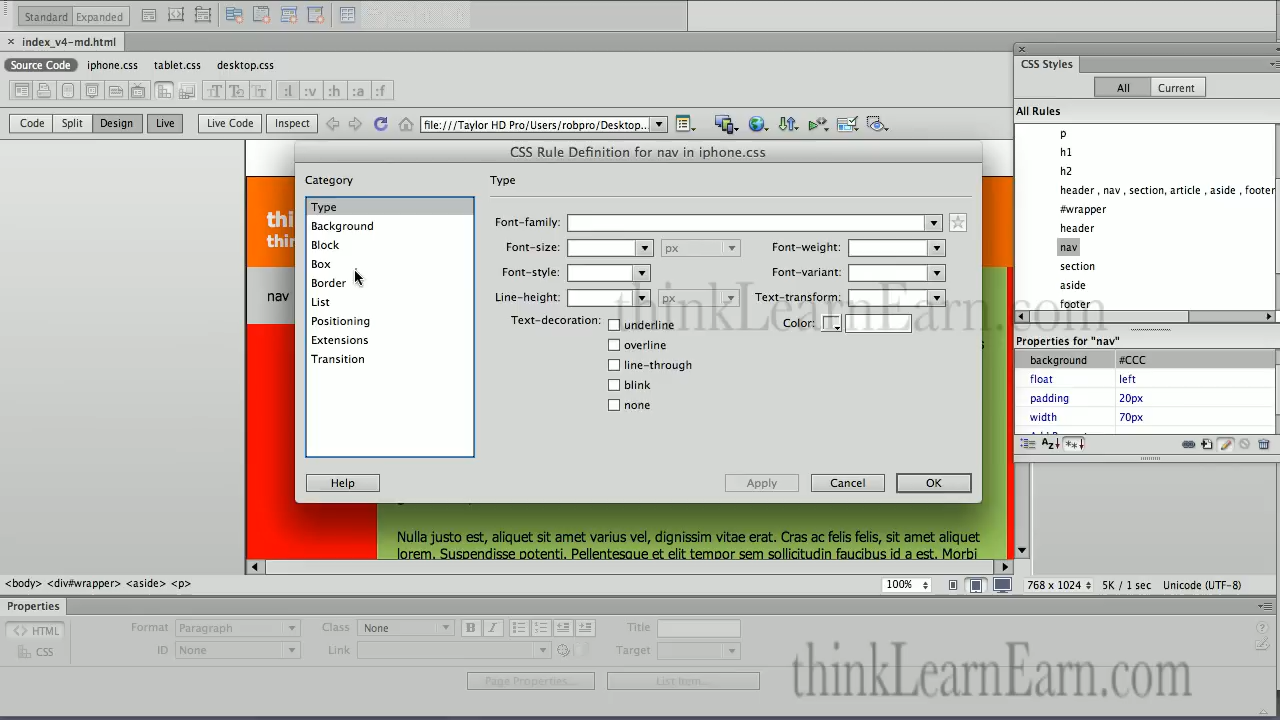 Standard Expanded
index_v4-md.html
Source Code iphone.css tablet.css desktop.css
CSS Styles
All Current
Code Split Design Live Live Code Inspect file:///Taylor HD Pro/Users/robpro/Desktop...
All Rules
p
h1
h2
header , nav , section, article , aside , footer
#wrapper
header
nav
section
aside
footer
CSS Rule Definition for nav in iphone.css
Category
Type
Background
Block
Box
Border
List
Positioning
Extensions
Transition
Type
Font-family:
Font-size: px Font-weight:
Font-style: Font-variant:
Line-height: px Text-transform:
Text-decoration: underline Color:
overline
line-through
blink
none
Help Apply Cancel OK
thinkLearnEarn.com
thi
thin
nav
Properties for "nav"
background #CCC
float left
padding 20px
width 70px
Nulla justo est, aliquet sit amet varius vel, dignissim vitae erat. Cras ac felis felis, sit amet aliquet
lorem. Suspendisse potenti. Pellentesque et elit tempor sem sollicitudin faucibus id a est. Morbi
<body> <div#wrapper> <aside> <p> 100% 768 x 1024 5K / 1 sec Unicode (UTF-8)
Properties
HTML Format Paragraph Class None B I Title
CSS ID None Link Target
Page Properties... List Item...
thinkLearnEarn.com